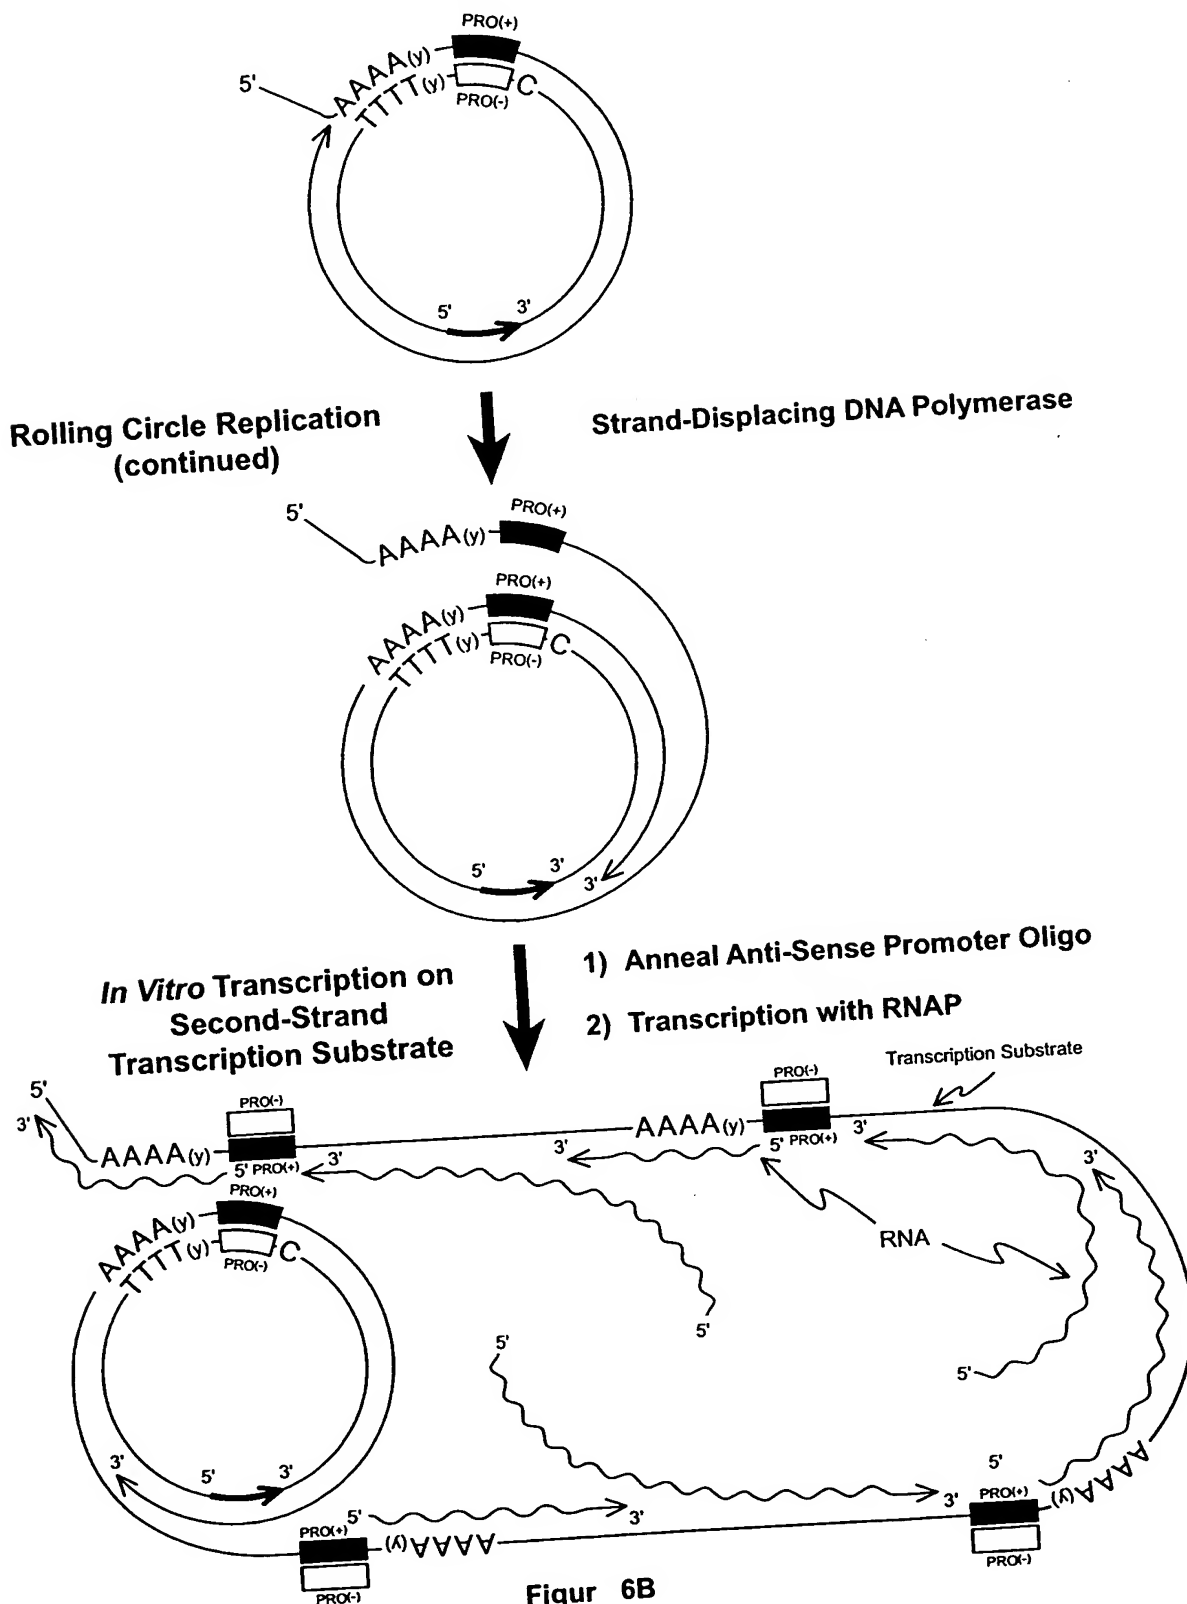 PRO(+)
5' AAAA(y)
TTTT(y) C
PRO(-)
5' 3'
Rolling Circle Replication
(continued)
Strand-Displacing DNA Polymerase
5' PRO(+)
AAAA(y)
PRO(+)
AAAA(y)
TTTT(y) C
PRO(-)
5' 3' 3'
In Vitro Transcription on
Second-Strand
Transcription Substrate
1) Anneal Anti-Sense Promoter Oligo
2) Transcription with RNAP
Transcription Substrate
5' PRO(-) PRO(-)
3'
AAAA(y) 5' PRO(+) 3'
3' AAAA(y) 5' PRO(+) 3'
3'
PRO(+)
AAAA(y)
TTTT(y) C
PRO(-)
RNA
5'
5'
5'
3' 5' 3'
5'
AAAA(y)
PRO(+) 5' 3' 3' PRO(+)
(y)AAAA
PRO(-) PRO(-)
Figur 6B